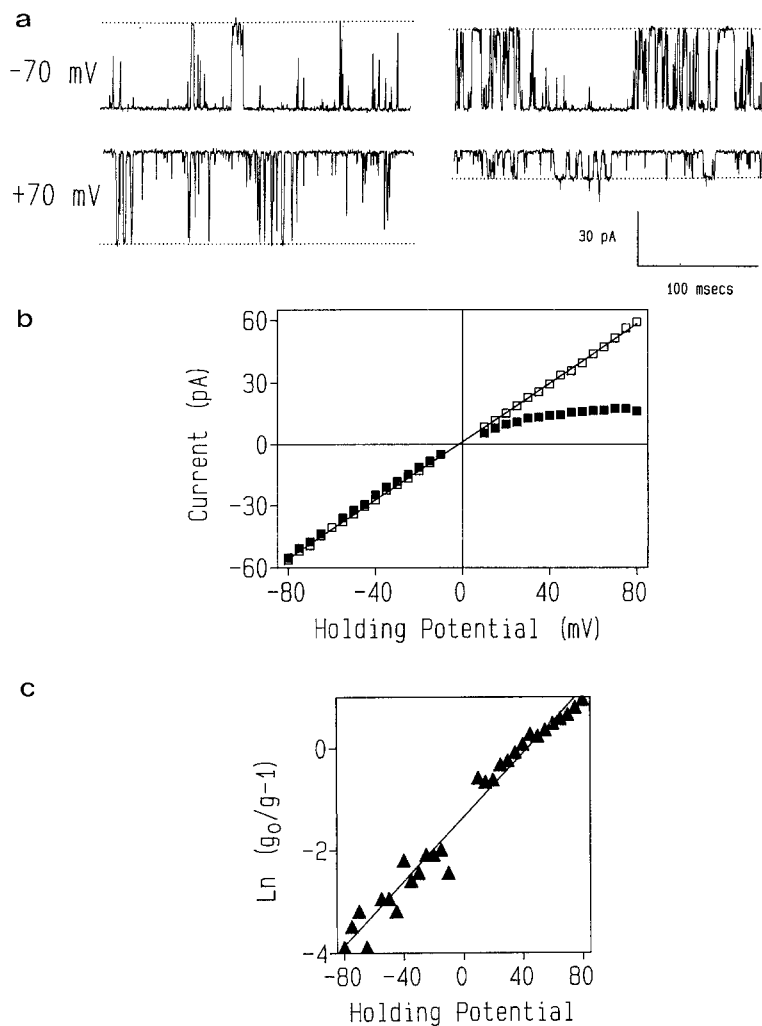 a
-70 mV
+70 mV
30 pA
100 msecs
b
60
30
0
-30
-60
Current (pA)
-80 -40 0 40 80
Holding Potential (mV)
c
0
-2
-4
Ln (g₀/g-1)
-80 -40 0 40 80
Holding Potential